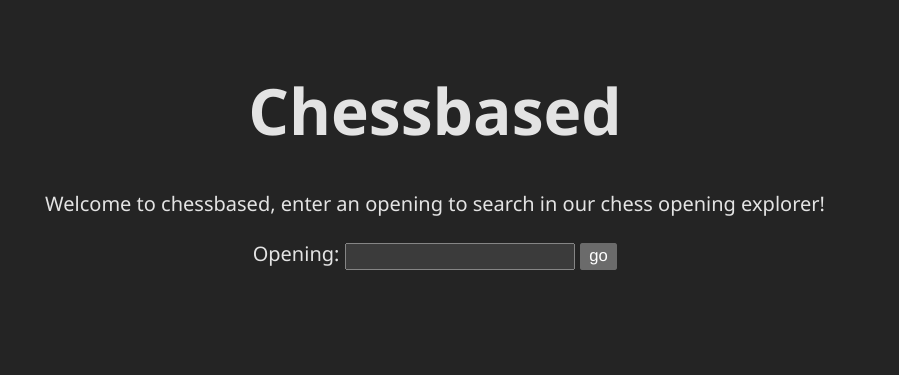 Chessbased
Welcome to chessbased, enter an opening to search in our chess opening explorer!
Opening: go